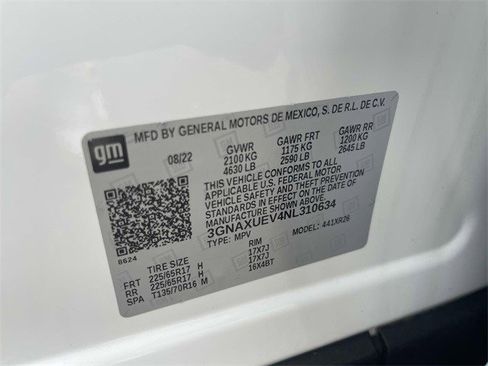 gm
MFD BY GENERAL MOTORS DE MEXICO, S. DE R.L. DE C.V.
08/22 GVWR GAWR FRT GAWR RR
2100 KG 1175 KG 1200 KG
4630 LB 2590 LB 2645 LB
THIS VEHICLE CONFORMS TO ALL
APPLICABLE U.S. FEDERAL MOTOR
VEHICLE SAFETY, BUMPER, AND THEFT
PREVENTION STANDARDS IN EFFECT ON
THE DATE OF MANUFACTURE SHOWN ABOVE.
3GNAXUEV4NL310634
TYPE: MPV MODEL: 441XR26
8624
TIRE SIZE RIM
FRT 225/65R17 H 17X7J
RR 225/65R17 H 17X7J
SPA T135/70R16 M 16X4BT